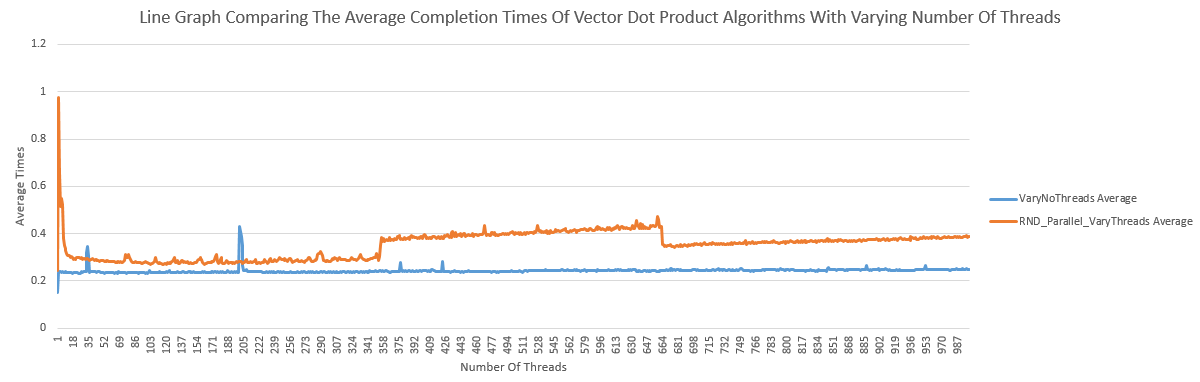 Line Graph Comparing The Average Completion Times Of Vector Dot Product Algorithms With Varying Number Of Threads
1.2
1
0.8
0.6
0.4
0.2
0
Average Times
1 18 35 52 69 86 103 120 137 154 171 188 205 222 239 256 273 290 307 324 341 358 375 392 409 426 443 460 477 494 511 528 545 562 579 596 613 630 647 664 681 698 715 732 749 766 783 800 817 834 851 868 885 902 919 936 953 970 987
Number Of Threads
VaryNoThreads Average
RND_Parallel_VaryThreads Average